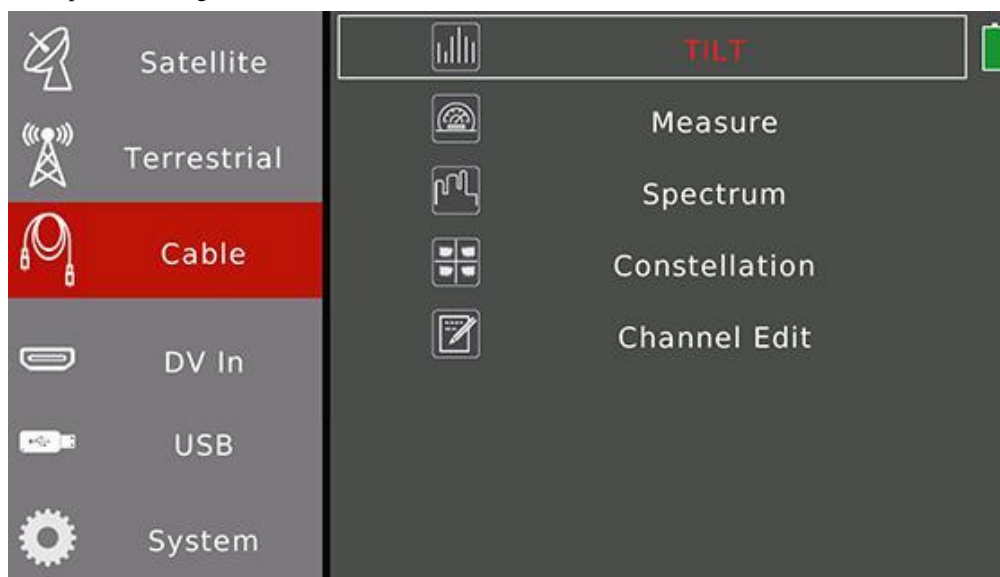 Satellite
Terrestrial
Cable
DV In
USB
System
TILT
Measure
Spectrum
Constellation
Channel Edit